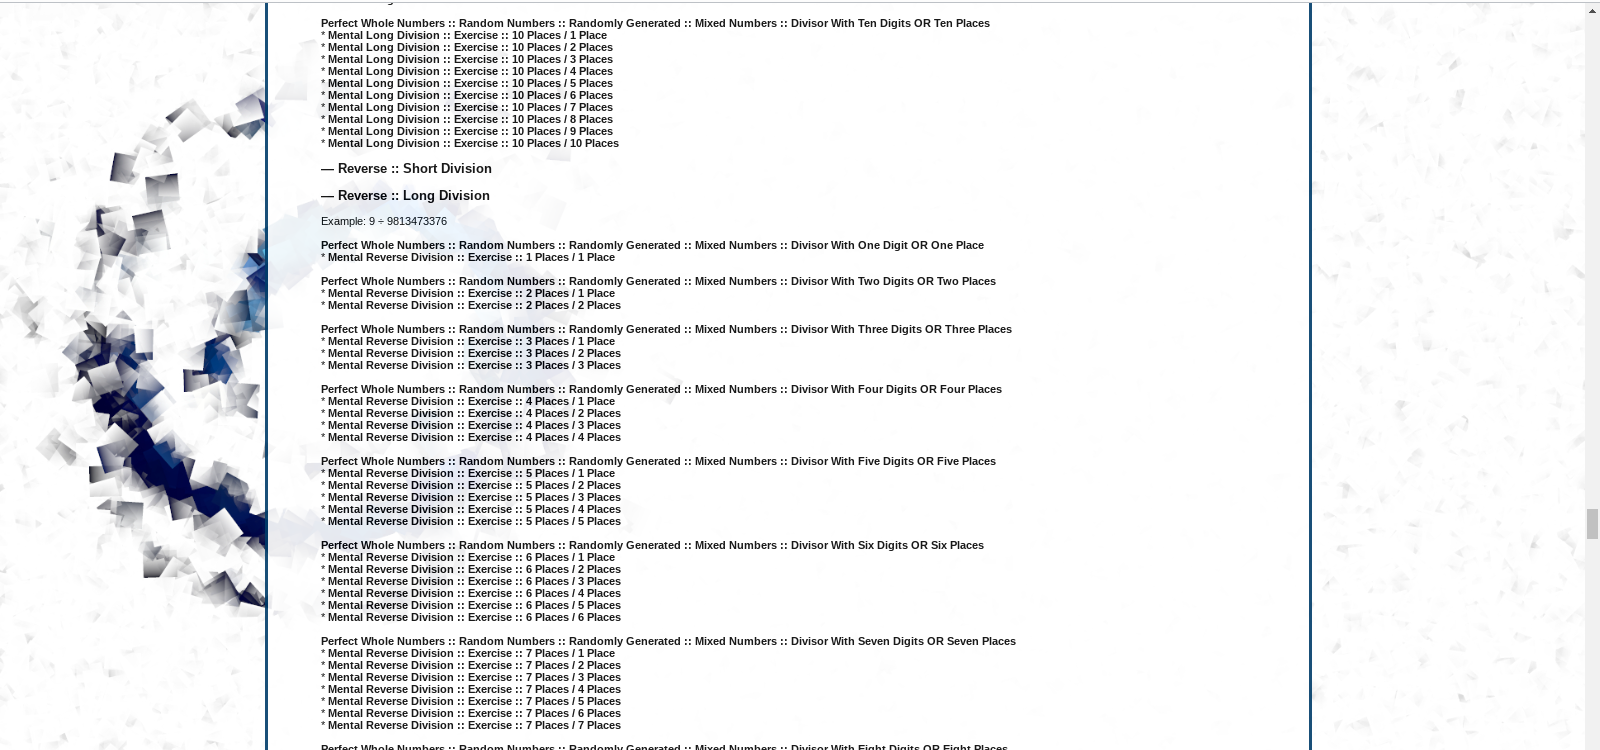 Perfect Whole Numbers :: Random Numbers :: Randomly Generated :: Mixed Numbers :: Divisor With Ten Digits OR Ten Places
* Mental Long Division :: Exercise :: 10 Places / 1 Place
* Mental Long Division :: Exercise :: 10 Places / 2 Places
* Mental Long Division :: Exercise :: 10 Places / 3 Places
* Mental Long Division :: Exercise :: 10 Places / 4 Places
* Mental Long Division :: Exercise :: 10 Places / 5 Places
* Mental Long Division :: Exercise :: 10 Places / 6 Places
* Mental Long Division :: Exercise :: 10 Places / 7 Places
* Mental Long Division :: Exercise :: 10 Places / 8 Places
* Mental Long Division :: Exercise :: 10 Places / 9 Places
* Mental Long Division :: Exercise :: 10 Places / 10 Places
— Reverse :: Short Division
— Reverse :: Long Division
Example: 9 ÷ 9813473376
Perfect Whole Numbers :: Random Numbers :: Randomly Generated :: Mixed Numbers :: Divisor With One Digit OR One Place
* Mental Reverse Division :: Exercise :: 1 Places / 1 Place
Perfect Whole Numbers :: Random Numbers :: Randomly Generated :: Mixed Numbers :: Divisor With Two Digits OR Two Places
* Mental Reverse Division :: Exercise :: 2 Places / 1 Place
* Mental Reverse Division :: Exercise :: 2 Places / 2 Places
Perfect Whole Numbers :: Random Numbers :: Randomly Generated :: Mixed Numbers :: Divisor With Three Digits OR Three Places
* Mental Reverse Division :: Exercise :: 3 Places / 1 Place
* Mental Reverse Division :: Exercise :: 3 Places / 2 Places
* Mental Reverse Division :: Exercise :: 3 Places / 3 Places
Perfect Whole Numbers :: Random Numbers :: Randomly Generated :: Mixed Numbers :: Divisor With Four Digits OR Four Places
* Mental Reverse Division :: Exercise :: 4 Places / 1 Place
* Mental Reverse Division :: Exercise :: 4 Places / 2 Places
* Mental Reverse Division :: Exercise :: 4 Places / 3 Places
* Mental Reverse Division :: Exercise :: 4 Places / 4 Places
Perfect Whole Numbers :: Random Numbers :: Randomly Generated :: Mixed Numbers :: Divisor With Five Digits OR Five Places
* Mental Reverse Division :: Exercise :: 5 Places / 1 Place
* Mental Reverse Division :: Exercise :: 5 Places / 2 Places
* Mental Reverse Division :: Exercise :: 5 Places / 3 Places
* Mental Reverse Division :: Exercise :: 5 Places / 4 Places
* Mental Reverse Division :: Exercise :: 5 Places / 5 Places
Perfect Whole Numbers :: Random Numbers :: Randomly Generated :: Mixed Numbers :: Divisor With Six Digits OR Six Places
* Mental Reverse Division :: Exercise :: 6 Places / 1 Place
* Mental Reverse Division :: Exercise :: 6 Places / 2 Places
* Mental Reverse Division :: Exercise :: 6 Places / 3 Places
* Mental Reverse Division :: Exercise :: 6 Places / 4 Places
* Mental Reverse Division :: Exercise :: 6 Places / 5 Places
* Mental Reverse Division :: Exercise :: 6 Places / 6 Places
Perfect Whole Numbers :: Random Numbers :: Randomly Generated :: Mixed Numbers :: Divisor With Seven Digits OR Seven Places
* Mental Reverse Division :: Exercise :: 7 Places / 1 Place
* Mental Reverse Division :: Exercise :: 7 Places / 2 Places
* Mental Reverse Division :: Exercise :: 7 Places / 3 Places
* Mental Reverse Division :: Exercise :: 7 Places / 4 Places
* Mental Reverse Division :: Exercise :: 7 Places / 5 Places
* Mental Reverse Division :: Exercise :: 7 Places / 6 Places
* Mental Reverse Division :: Exercise :: 7 Places / 7 Places
Perfect Whole Numbers :: Random Numbers :: Randomly Generated :: Mixed Numbers :: Divisor With Eight Digits OR Eight Places